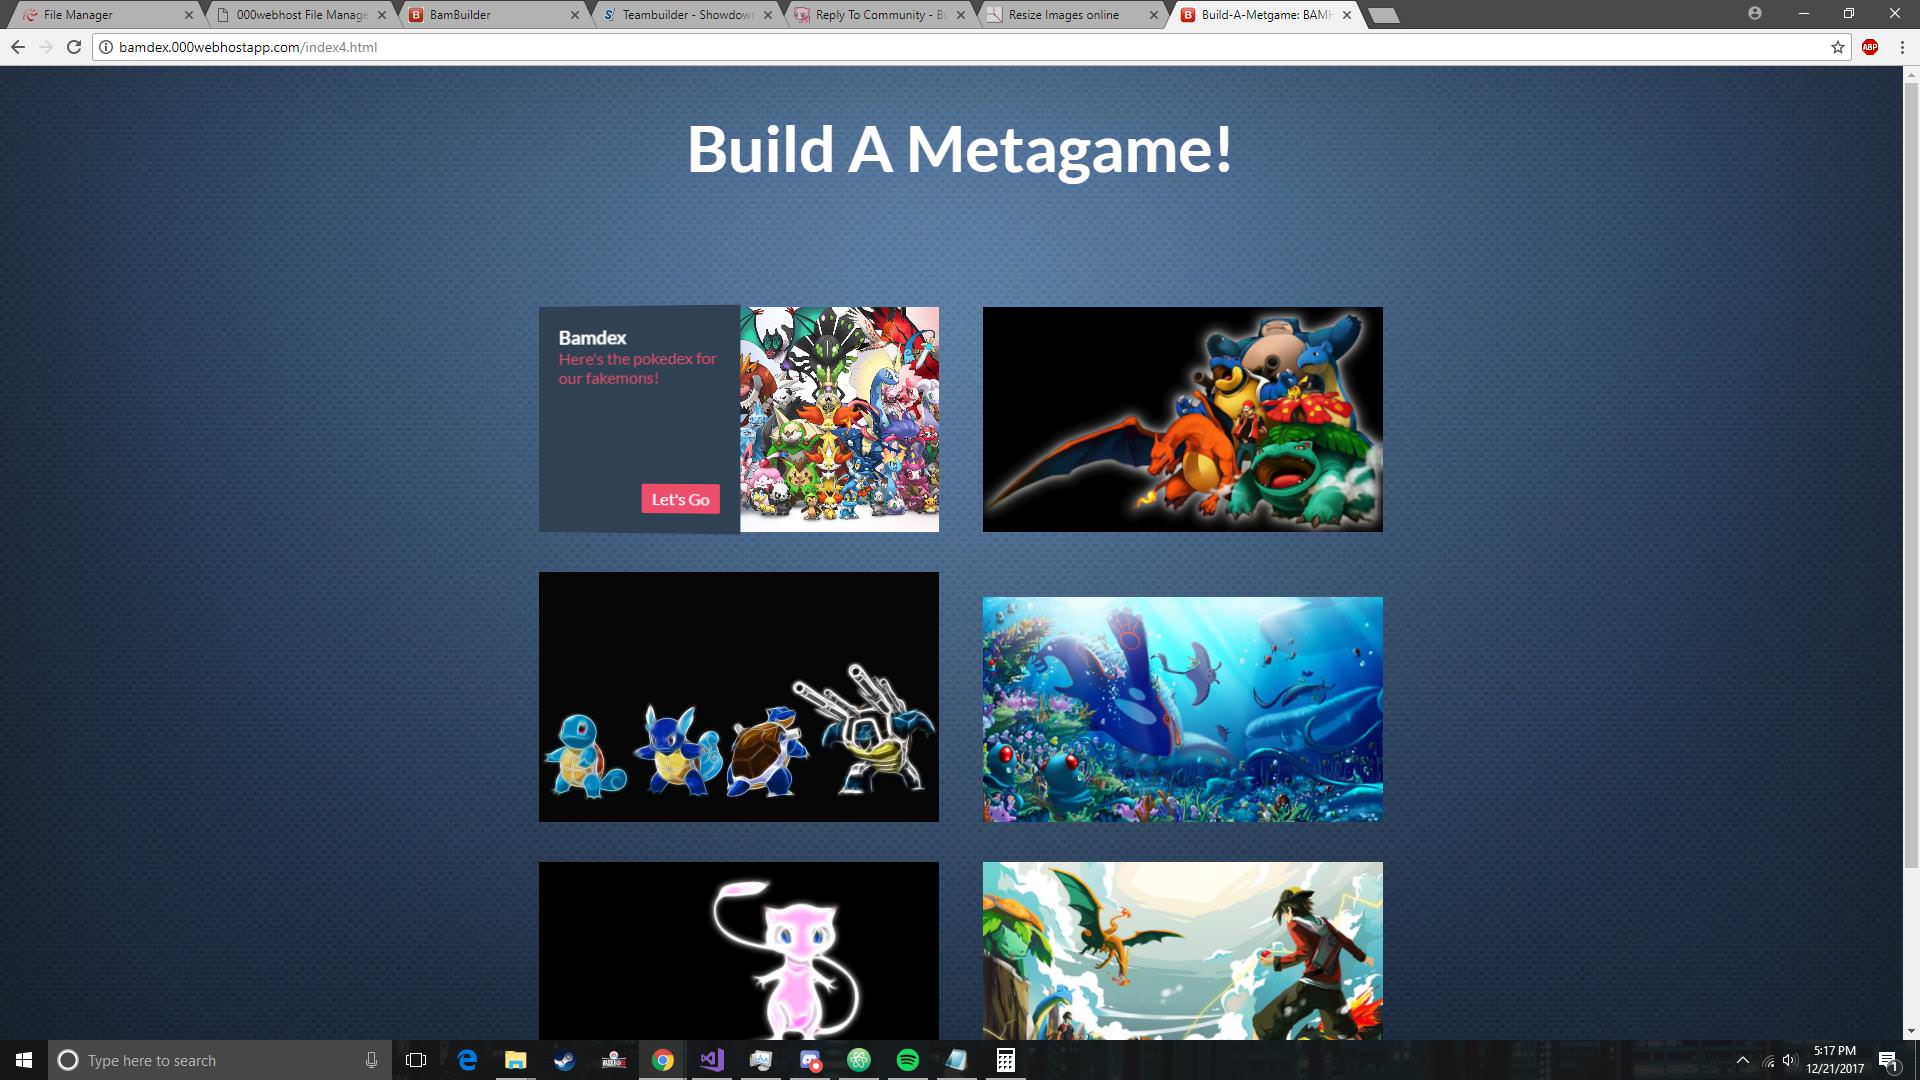 File Manager
000webhost File Manage
BamBuilder
Teambuilder - Showdow
Reply To Community - B
Resize Images online
Build-A-Metgame: BAM
bamdex.000webhostapp.com/index4.html
ABP
Build A Metagame!
Bamdex
Here's the pokedex for
our fakemons!
Let's Go
Type here to search
5:17 PM
12/21/2017
1